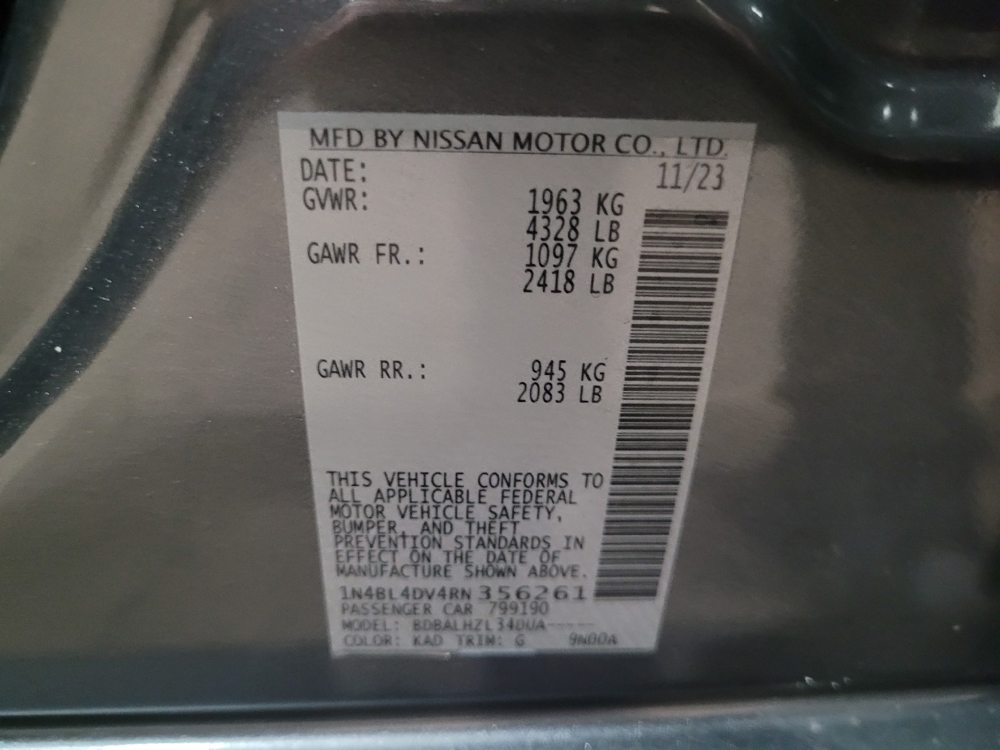 MFD BY NISSAN MOTOR CO., LTD.
DATE: 11/23
GVWR: 1963 KG
4328 LB
GAWR FR.: 1097 KG
2418 LB
GAWR RR.: 945 KG
2083 LB
THIS VEHICLE CONFORMS TO
ALL APPLICABLE FEDERAL
MOTOR VEHICLE SAFETY,
BUMPER, AND THEFT
PREVENTION STANDARDS IN
EFFECT ON THE DATE OF
MANUFACTURE SHOWN ABOVE.
1N4BL4DV4RN356261
PASSENGER CAR 799190
MODEL:
COLOR: KAD TRIM: G